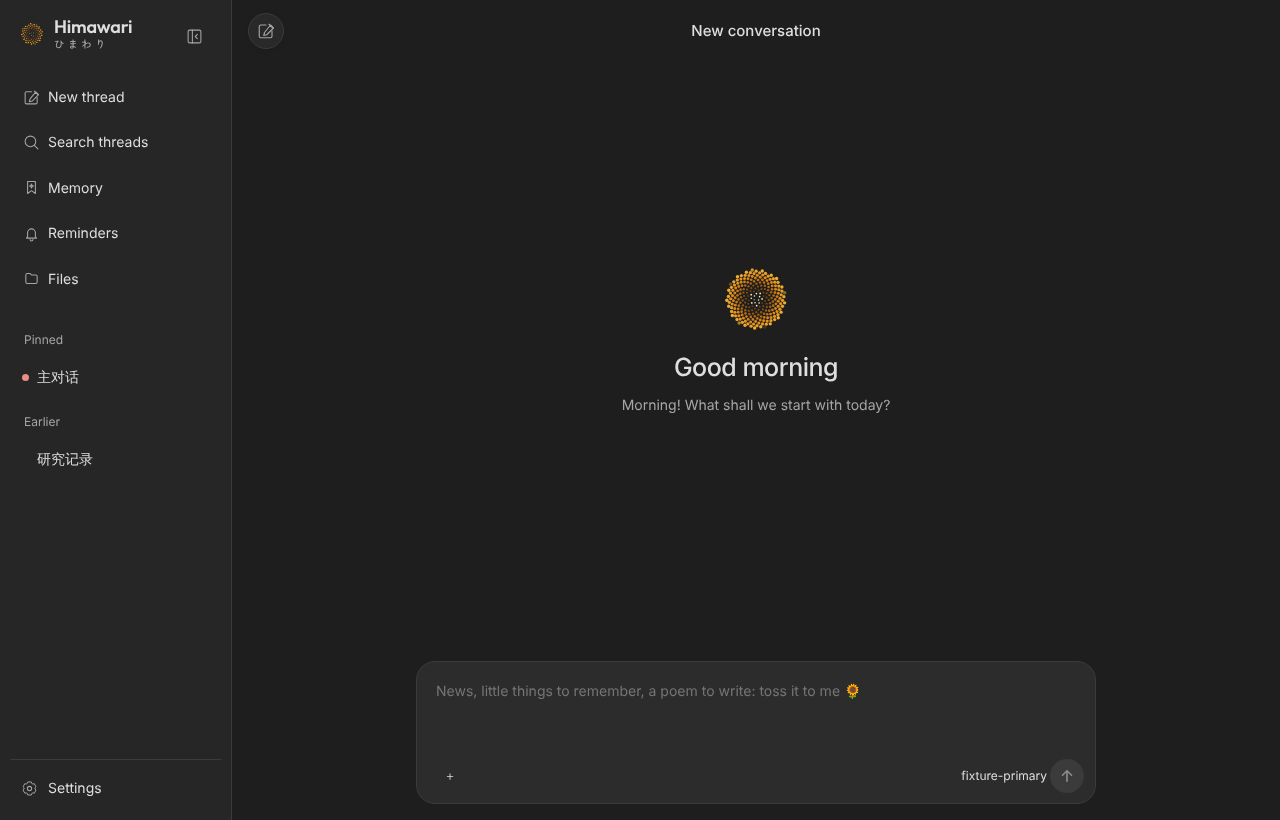 Himawari
ひまわり
New conversation
New thread
Search threads
Memory
Reminders
Files
Pinned
主对话
Earlier
研究记录
Good morning
Morning! What shall we start with today?
News, little things to remember, a poem to write: toss it to me 🌻
+
fixture-primary
Settings